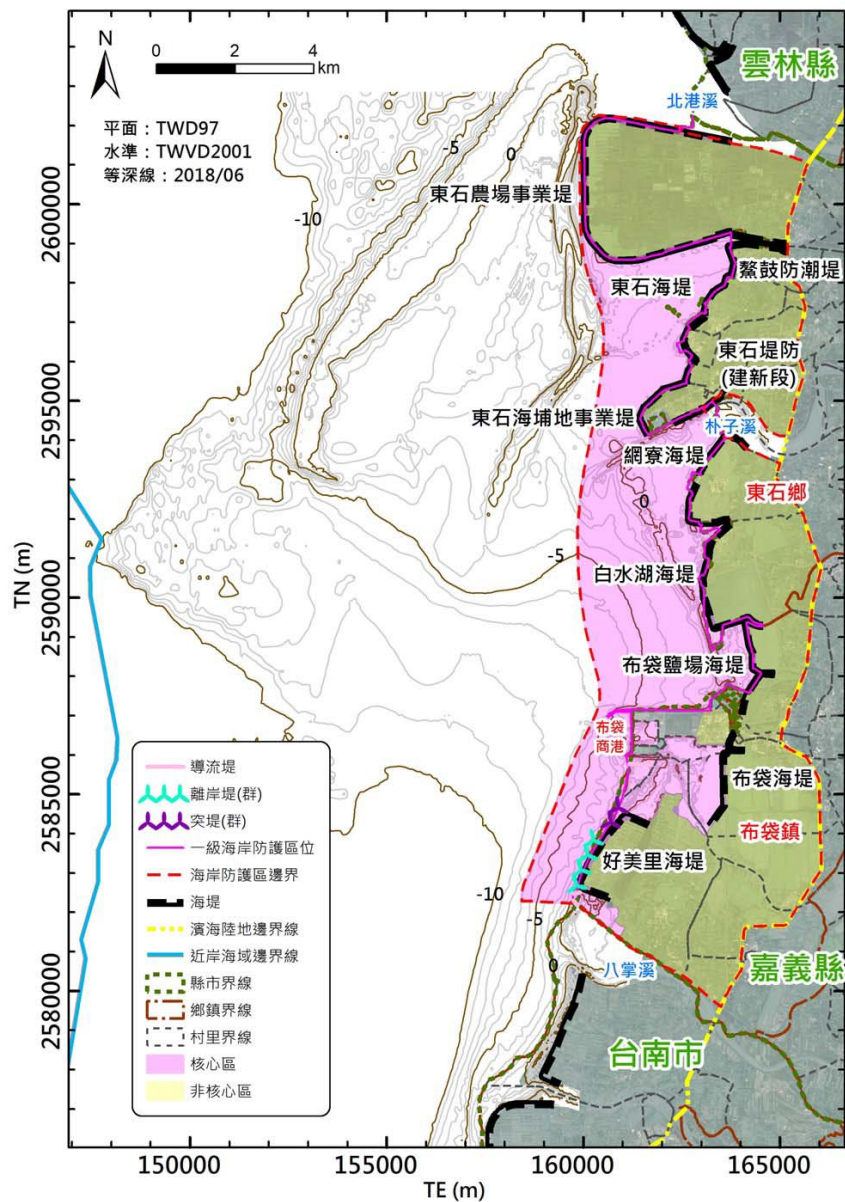 N
0 2 4
km
平面：TWD97
水準：TWVD2001
等深線：2018/06
雲林縣
北港溪
-5
0
-10
東石農場事業堤
2600000
鰲鼓防潮堤
東石海堤
東石堤防
(建新段)
2595000
東石海埔地事業堤
朴子溪
網寮海堤
東石鄉
0
-5
白水湖海堤
2590000
TN (m)
布袋鹽場海堤
布袋
商港
布袋海堤
2585000
布袋鎮
好美里海堤
-10
-5
0
八掌溪
嘉義縣
2580000
台南市
導流堤
離岸堤(群)
突堤(群)
一級海岸防護區位
海岸防護區邊界
海堤
濱海陸地邊界線
近岸海域邊界線
縣市界線
鄉鎮界線
村里界線
核心區
非核心區
150000
155000
160000
165000
TE (m)